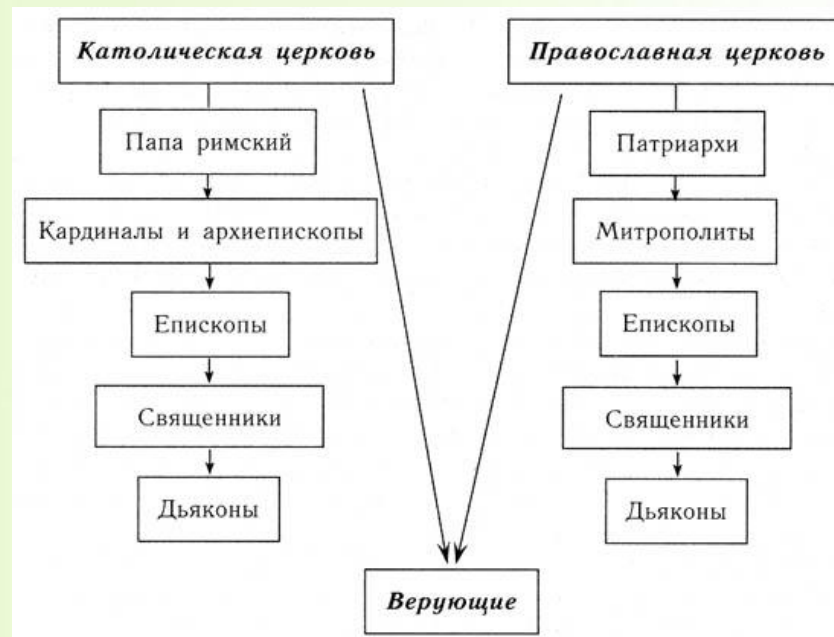 Католическая церковь
Папа римский
Кардиналы и архиепископы
Епископы
Священники
Дьяконы
Православная церковь
Патриархи
Митрополиты
Епископы
Священники
Дьяконы
Верующие